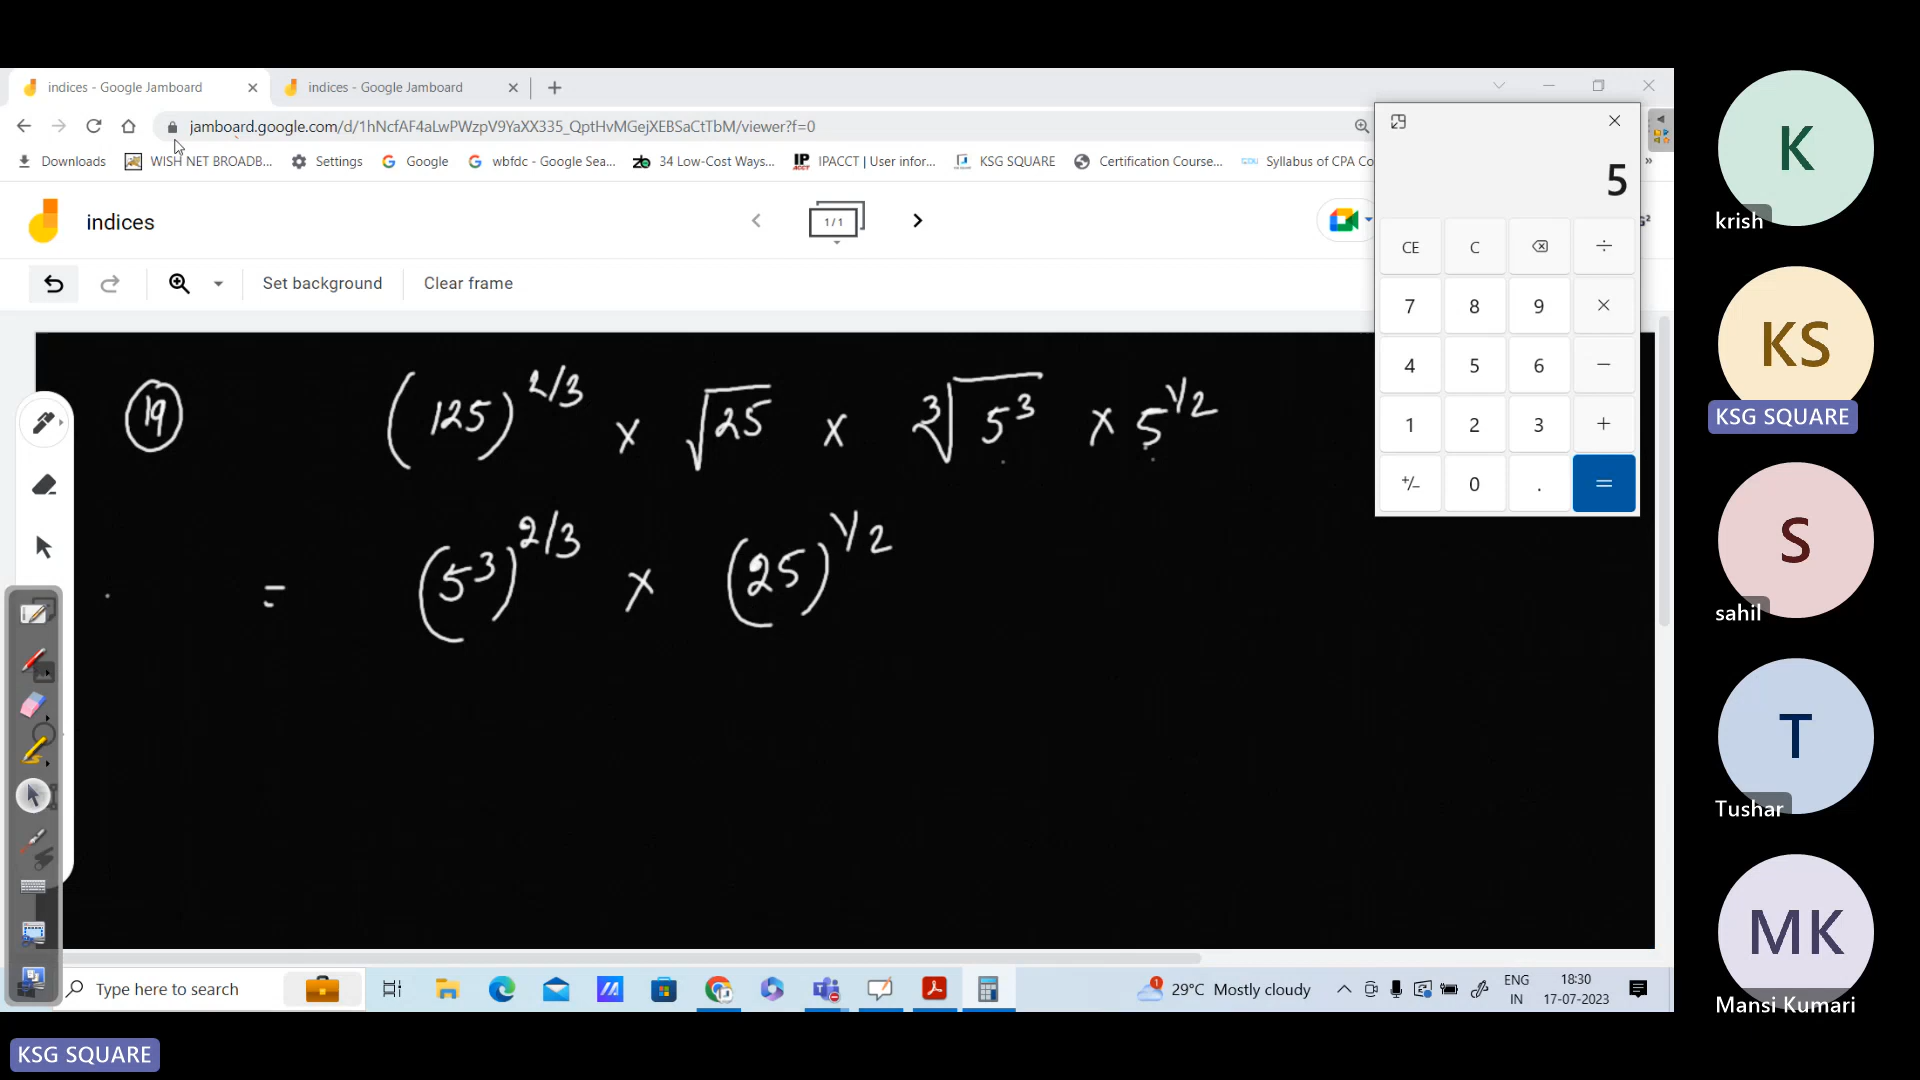 indices - Google Jamboard
indices - Google Jamboard
jamboard.google.com/d/1hNcfAF4aLwPWzpV9YaXX335_QptHvMGejXEBSaCtTbM/viewer?f=0
Downloads WISH NET BROADB... Settings Google wbfdc - Google Sea... 34 Low-Cost Ways... IPACCT | User infor... KSG SQUARE Certification Course... Syllabus of CPA Co »
indices
1/1
Set background Clear frame
5
CE C ÷
7 8 9 ×
4 5 6 −
1 2 3 +
+/− 0 . =
(19) (125)^2/3 × √25 × ∛5³ × 5^1/2
= (5³)^2/3 × (25)^1/2
K
krish
KS
KSG SQUARE
S
sahil
T
Tushar
MK
Mansi Kumari
Type here to search
1
29°C Mostly cloudy
ENG
IN
18:30
17-07-2023
KSG SQUARE